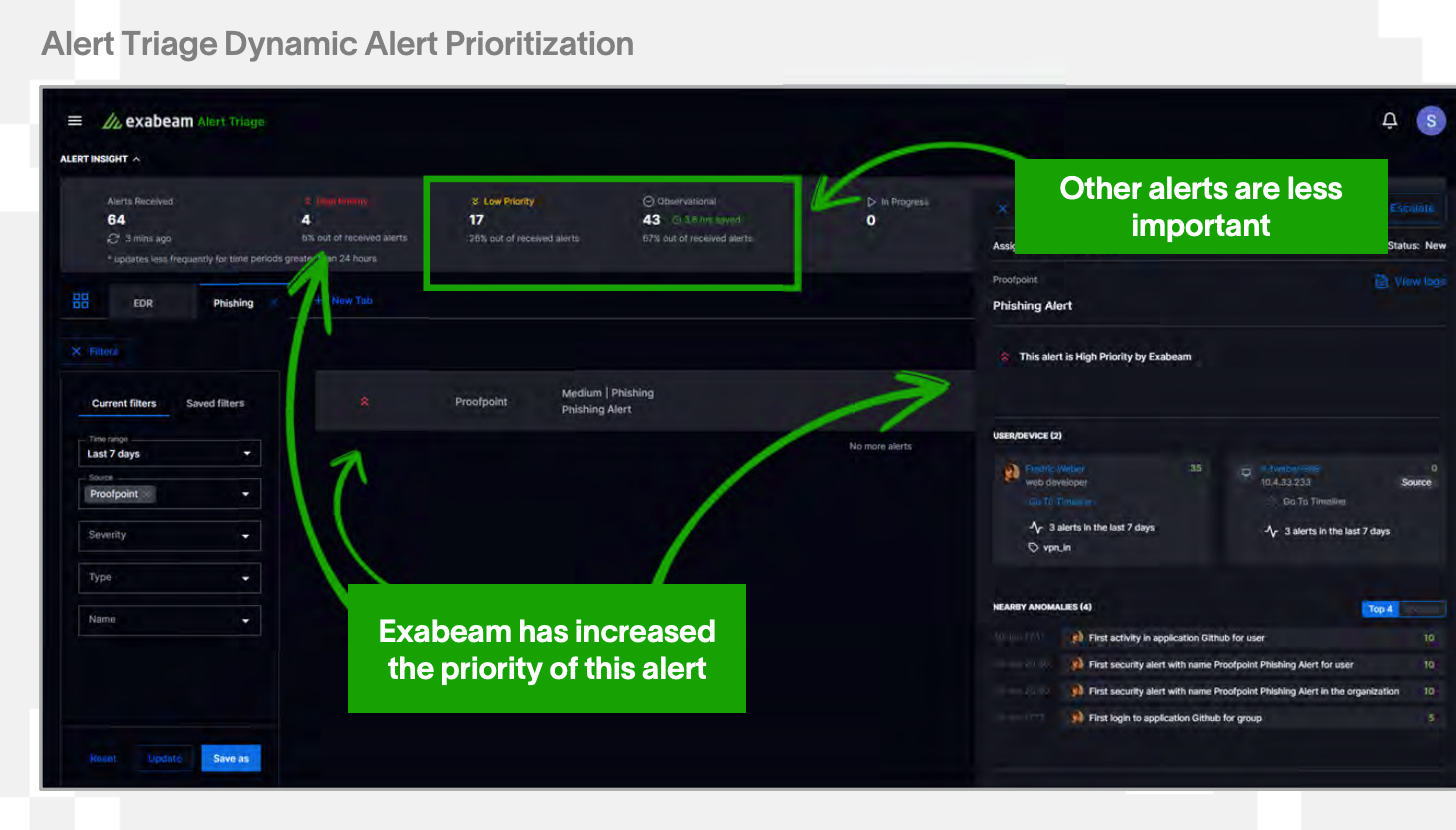 Alert Triage Dynamic Alert Prioritization
exabeam Alert Triage
S
ALERT INSIGHT
Alerts Received
64
3 mins ago
* updates less frequently for time periods greater than 24 hours
High Priority
4
6% out of received alerts
Low Priority
17
26% out of received alerts
Observational
43 3.6 hrs saved
67% out of received alerts
In Progress
0
Other alerts are less
important
Escalate
Status: New
EDR
Phishing
+ New Tab
Filters
Current filters
Saved filters
Time range
Last 7 days
Source
Proofpoint
Severity
Type
Name
Reset
Update
Save as
Proofpoint
Medium | Phishing
Phishing Alert
No more alerts
Exabeam has increased
the priority of this alert
Proofpoint
View logs
Phishing Alert
This alert is High Priority by Exabeam
USER/DEVICE (2)
Fredric Weber
35
web developer
Go To Timeline
3 alerts in the last 7 days
vpn_in
0
10.4.33.233
Source
Go To Timeline
3 alerts in the last 7 days
NEARBY ANOMALIES (4)
Top 4
First activity in application Github for user
10
First security alert with name Proofpoint Phishing Alert for user
10
First security alert with name Proofpoint Phishing Alert in the organization
10
First login to application Github for group
5